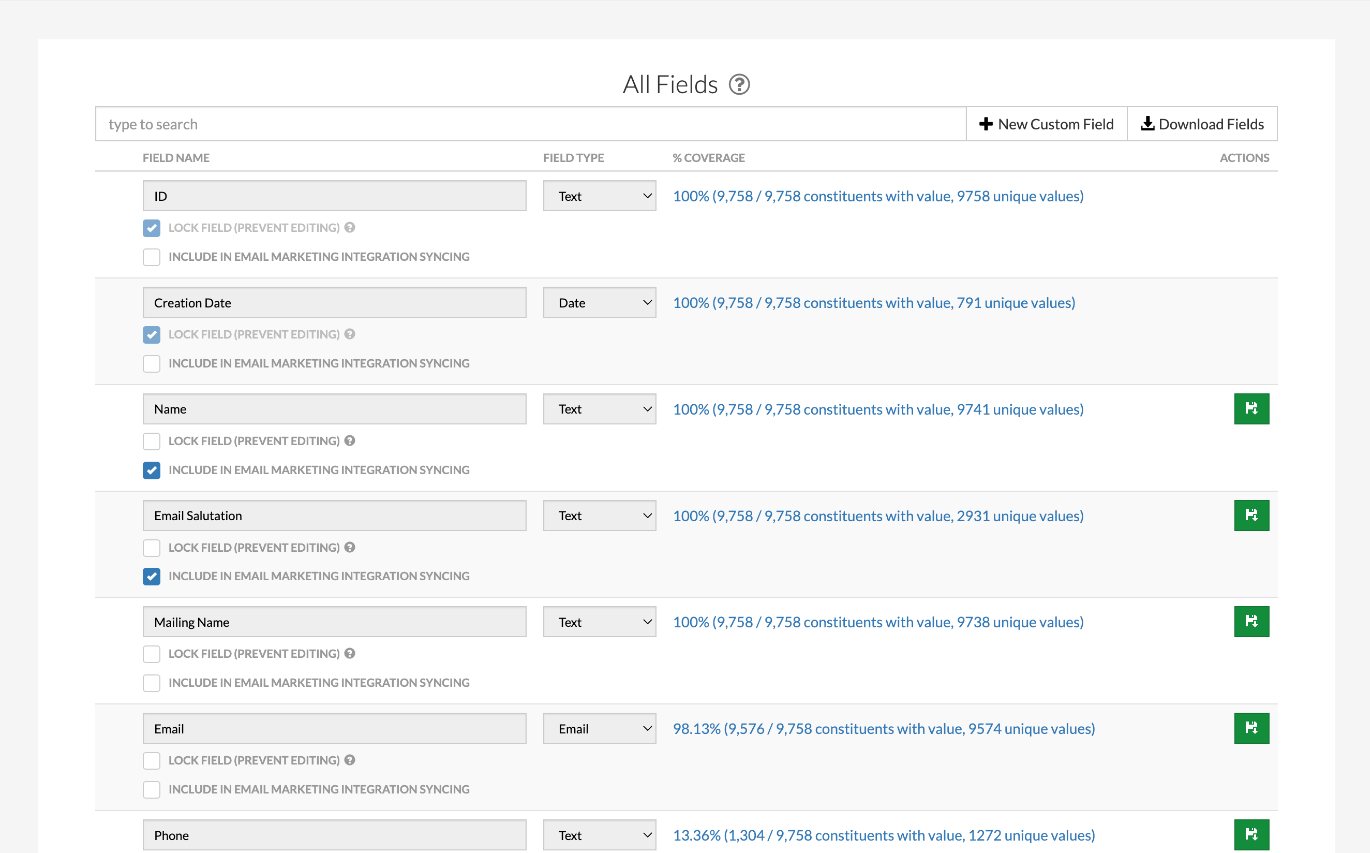 All Fields ?
type to search New Custom Field Download Fields
FIELD NAME FIELD TYPE % COVERAGE ACTIONS
ID Text 100% (9,758 / 9,758 constituents with value, 9758 unique values)
LOCK FIELD (PREVENT EDITING) ?
INCLUDE IN EMAIL MARKETING INTEGRATION SYNCING
Creation Date Date 100% (9,758 / 9,758 constituents with value, 791 unique values)
LOCK FIELD (PREVENT EDITING) ?
INCLUDE IN EMAIL MARKETING INTEGRATION SYNCING
Name Text 100% (9,758 / 9,758 constituents with value, 9741 unique values)
LOCK FIELD (PREVENT EDITING) ?
INCLUDE IN EMAIL MARKETING INTEGRATION SYNCING
Email Salutation Text 100% (9,758 / 9,758 constituents with value, 2931 unique values)
LOCK FIELD (PREVENT EDITING) ?
INCLUDE IN EMAIL MARKETING INTEGRATION SYNCING
Mailing Name Text 100% (9,758 / 9,758 constituents with value, 9738 unique values)
LOCK FIELD (PREVENT EDITING) ?
INCLUDE IN EMAIL MARKETING INTEGRATION SYNCING
Email Email 98.13% (9,576 / 9,758 constituents with value, 9574 unique values)
LOCK FIELD (PREVENT EDITING) ?
INCLUDE IN EMAIL MARKETING INTEGRATION SYNCING
Phone Text 13.36% (1,304 / 9,758 constituents with value, 1272 unique values)